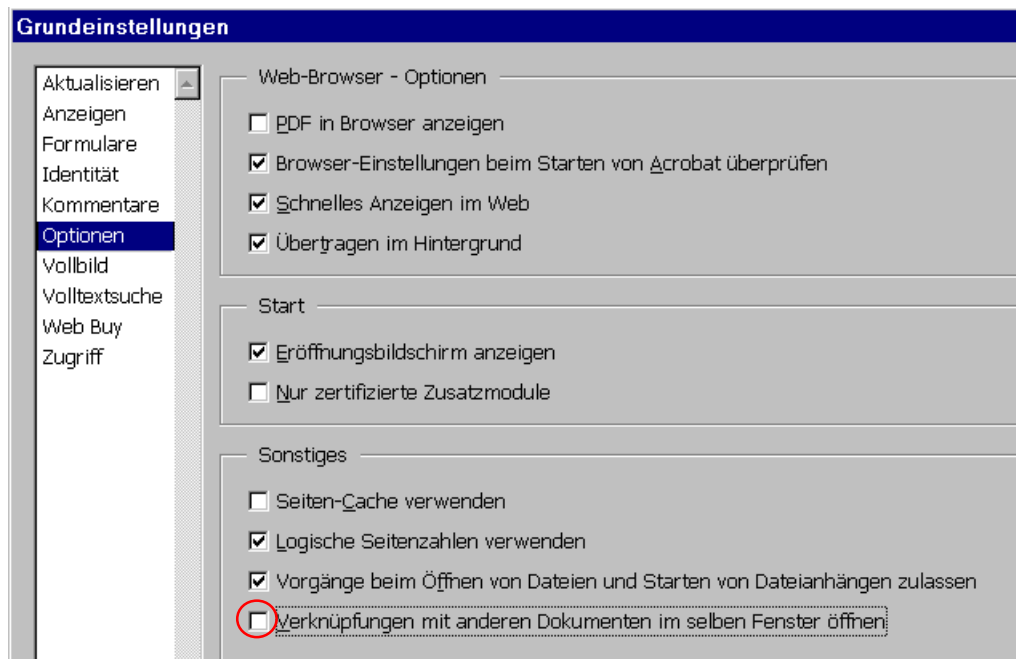 Grundeinstellungen
Aktualisieren
Anzeigen
Formulare
Identität
Kommentare
Optionen
Vollbild
Volltextsuche
Web Buy
Zugriff
Web-Browser - Optionen
PDF in Browser anzeigen
Browser-Einstellungen beim Starten von Acrobat überprüfen
Schnelles Anzeigen im Web
Übertragen im Hintergrund
Start
Eröffnungsbildschirm anzeigen
Nur zertifizierte Zusatzmodule
Sonstiges
Seiten-Cache verwenden
Logische Seitenzahlen verwenden
Vorgänge beim Öffnen von Dateien und Starten von Dateianhängen zulassen
Verknüpfungen mit anderen Dokumenten im selben Fenster öffnen